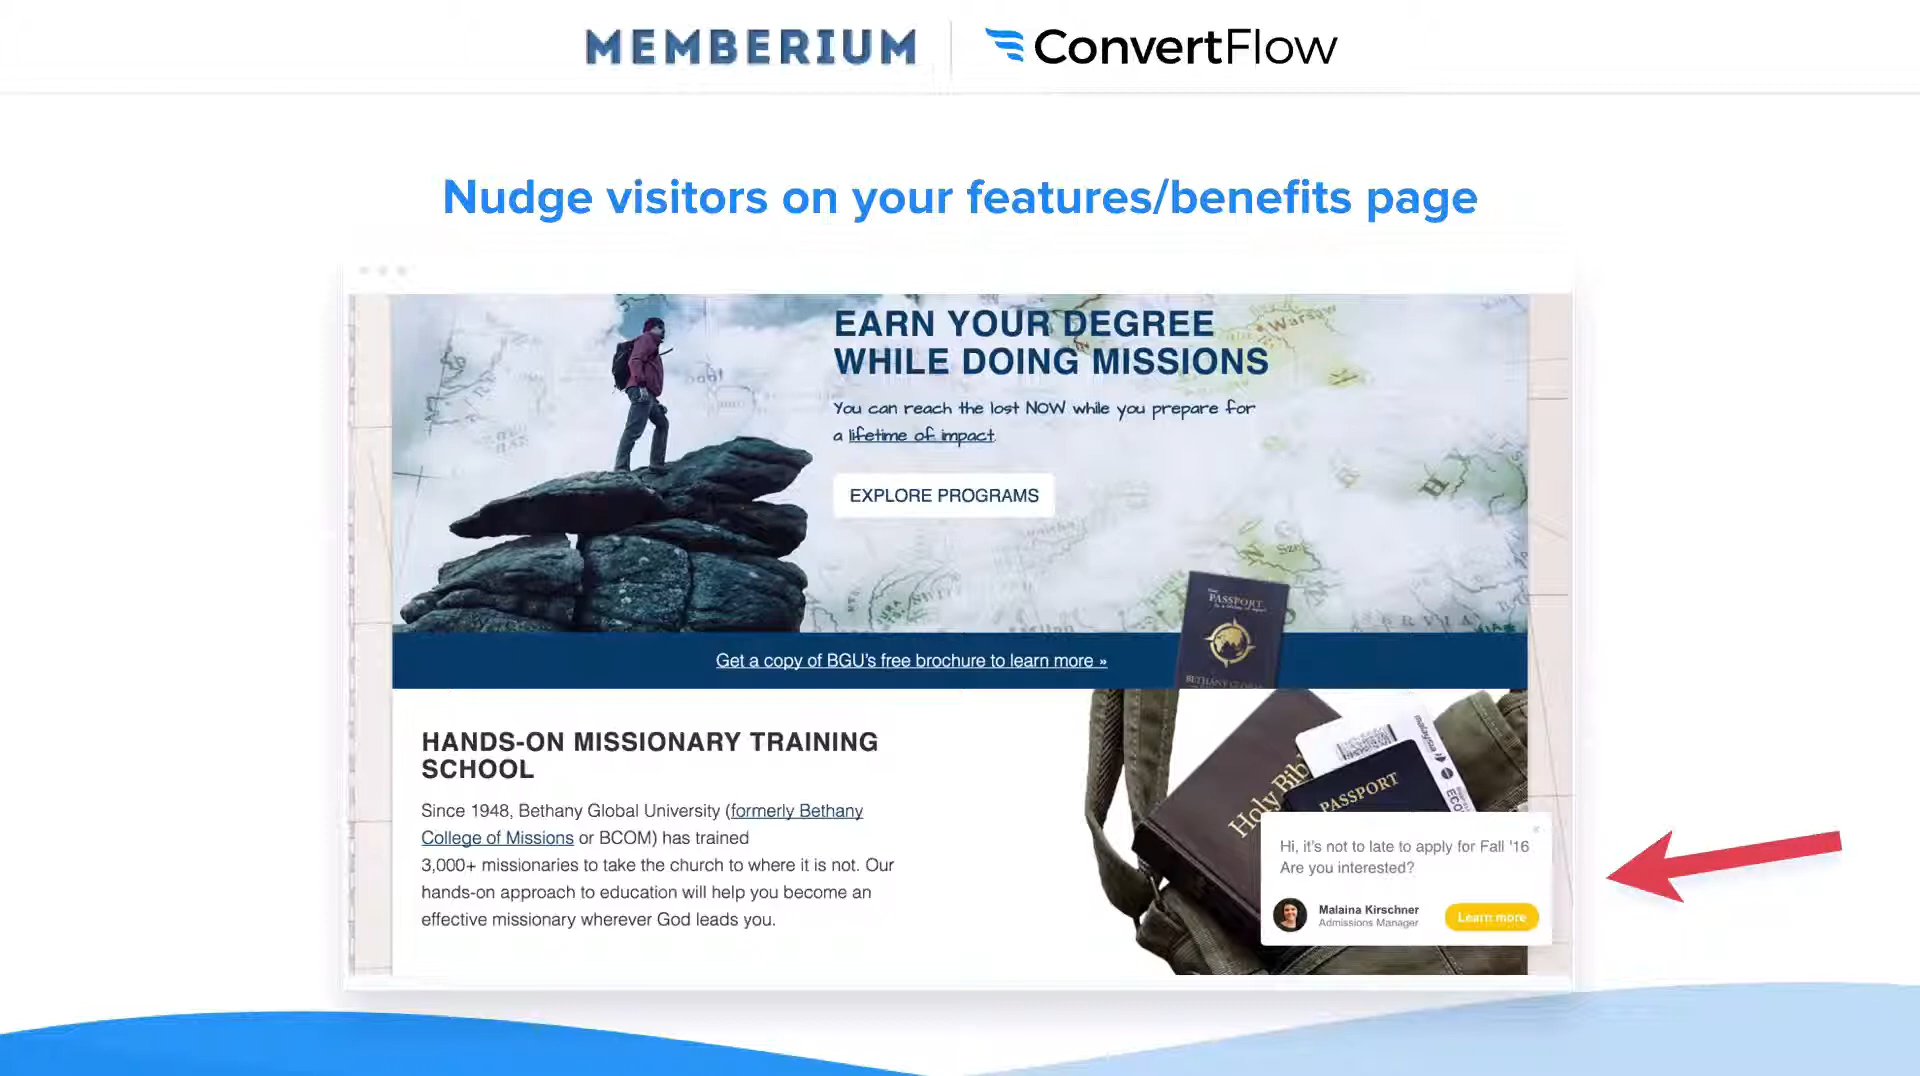 MEMBERIUM
ConvertFlow
Nudge visitors on your features/benefits page
EARN YOUR DEGREE
WHILE DOING MISSIONS
You can reach the lost NOW while you prepare for
a lifetime of impact.
EXPLORE PROGRAMS
Warsaw
PASSPORT
Get a copy of BGU's free brochure to learn more »
HANDS-ON MISSIONARY TRAINING
SCHOOL
Since 1948, Bethany Global University (formerly Bethany
College of Missions or BCOM) has trained
3,000+ missionaries to take the church to where it is not. Our
hands-on approach to education will help you become an
effective missionary wherever God leads you.
Holy Bib
PASSPORT
ECO
Hi, it's not to late to apply for Fall '16
Are you interested?
Malaina Kirschner
Admissions Manager
Learn more